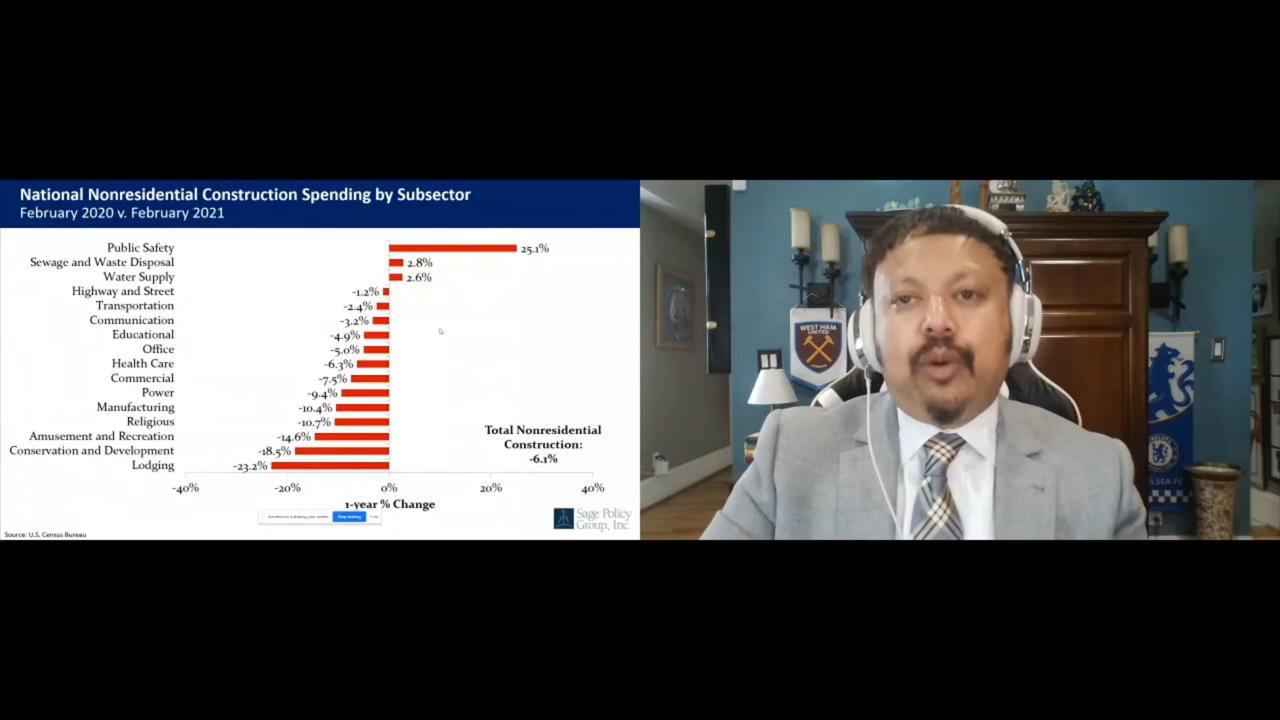 National Nonresidential Construction Spending by Subsector
February 2020 v. February 2021
Public Safety 25.1%
Sewage and Waste Disposal 2.8%
Water Supply 2.6%
Highway and Street -1.2%
Transportation -2.4%
Communication -3.2%
Educational -4.9%
Office -5.0%
Health Care -6.3%
Commercial -7.5%
Power -9.4%
Manufacturing -10.4%
Religious -10.7%
Amusement and Recreation -14.6%
Conservation and Development -18.5%
Lodging -23.2%
Total Nonresidential
Construction:
-6.1%
-40% -20% 0% 20% 40%
1-year % Change
Stop sharing
Sage Policy
Group, Inc.
Source: U.S. Census Bureau
WEST HAM
UNITED
LSEA FC